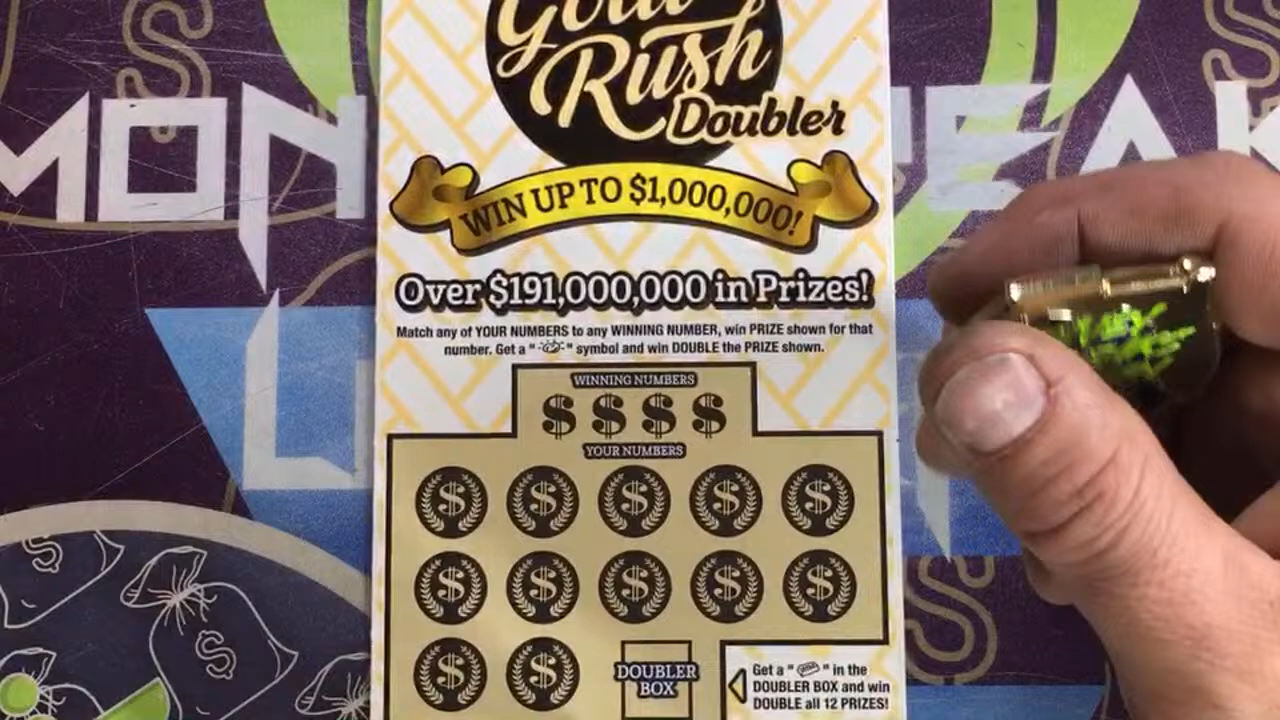 Gold
Rush
Doubler
WIN UP TO $1,000,000!
Over $191,000,000 in Prizes!
Match any of YOUR NUMBERS to any WINNING NUMBER, win PRIZE shown for that
number. Get a " " symbol and win DOUBLE the PRIZE shown.
WINNING NUMBERS
$ $ $ $
YOUR NUMBERS
$ $ $ $ $
$ $ $ $ $
$ $
DOUBLER
BOX
Get a " " in the
DOUBLER BOX and win
DOUBLE all 12 PRIZES!